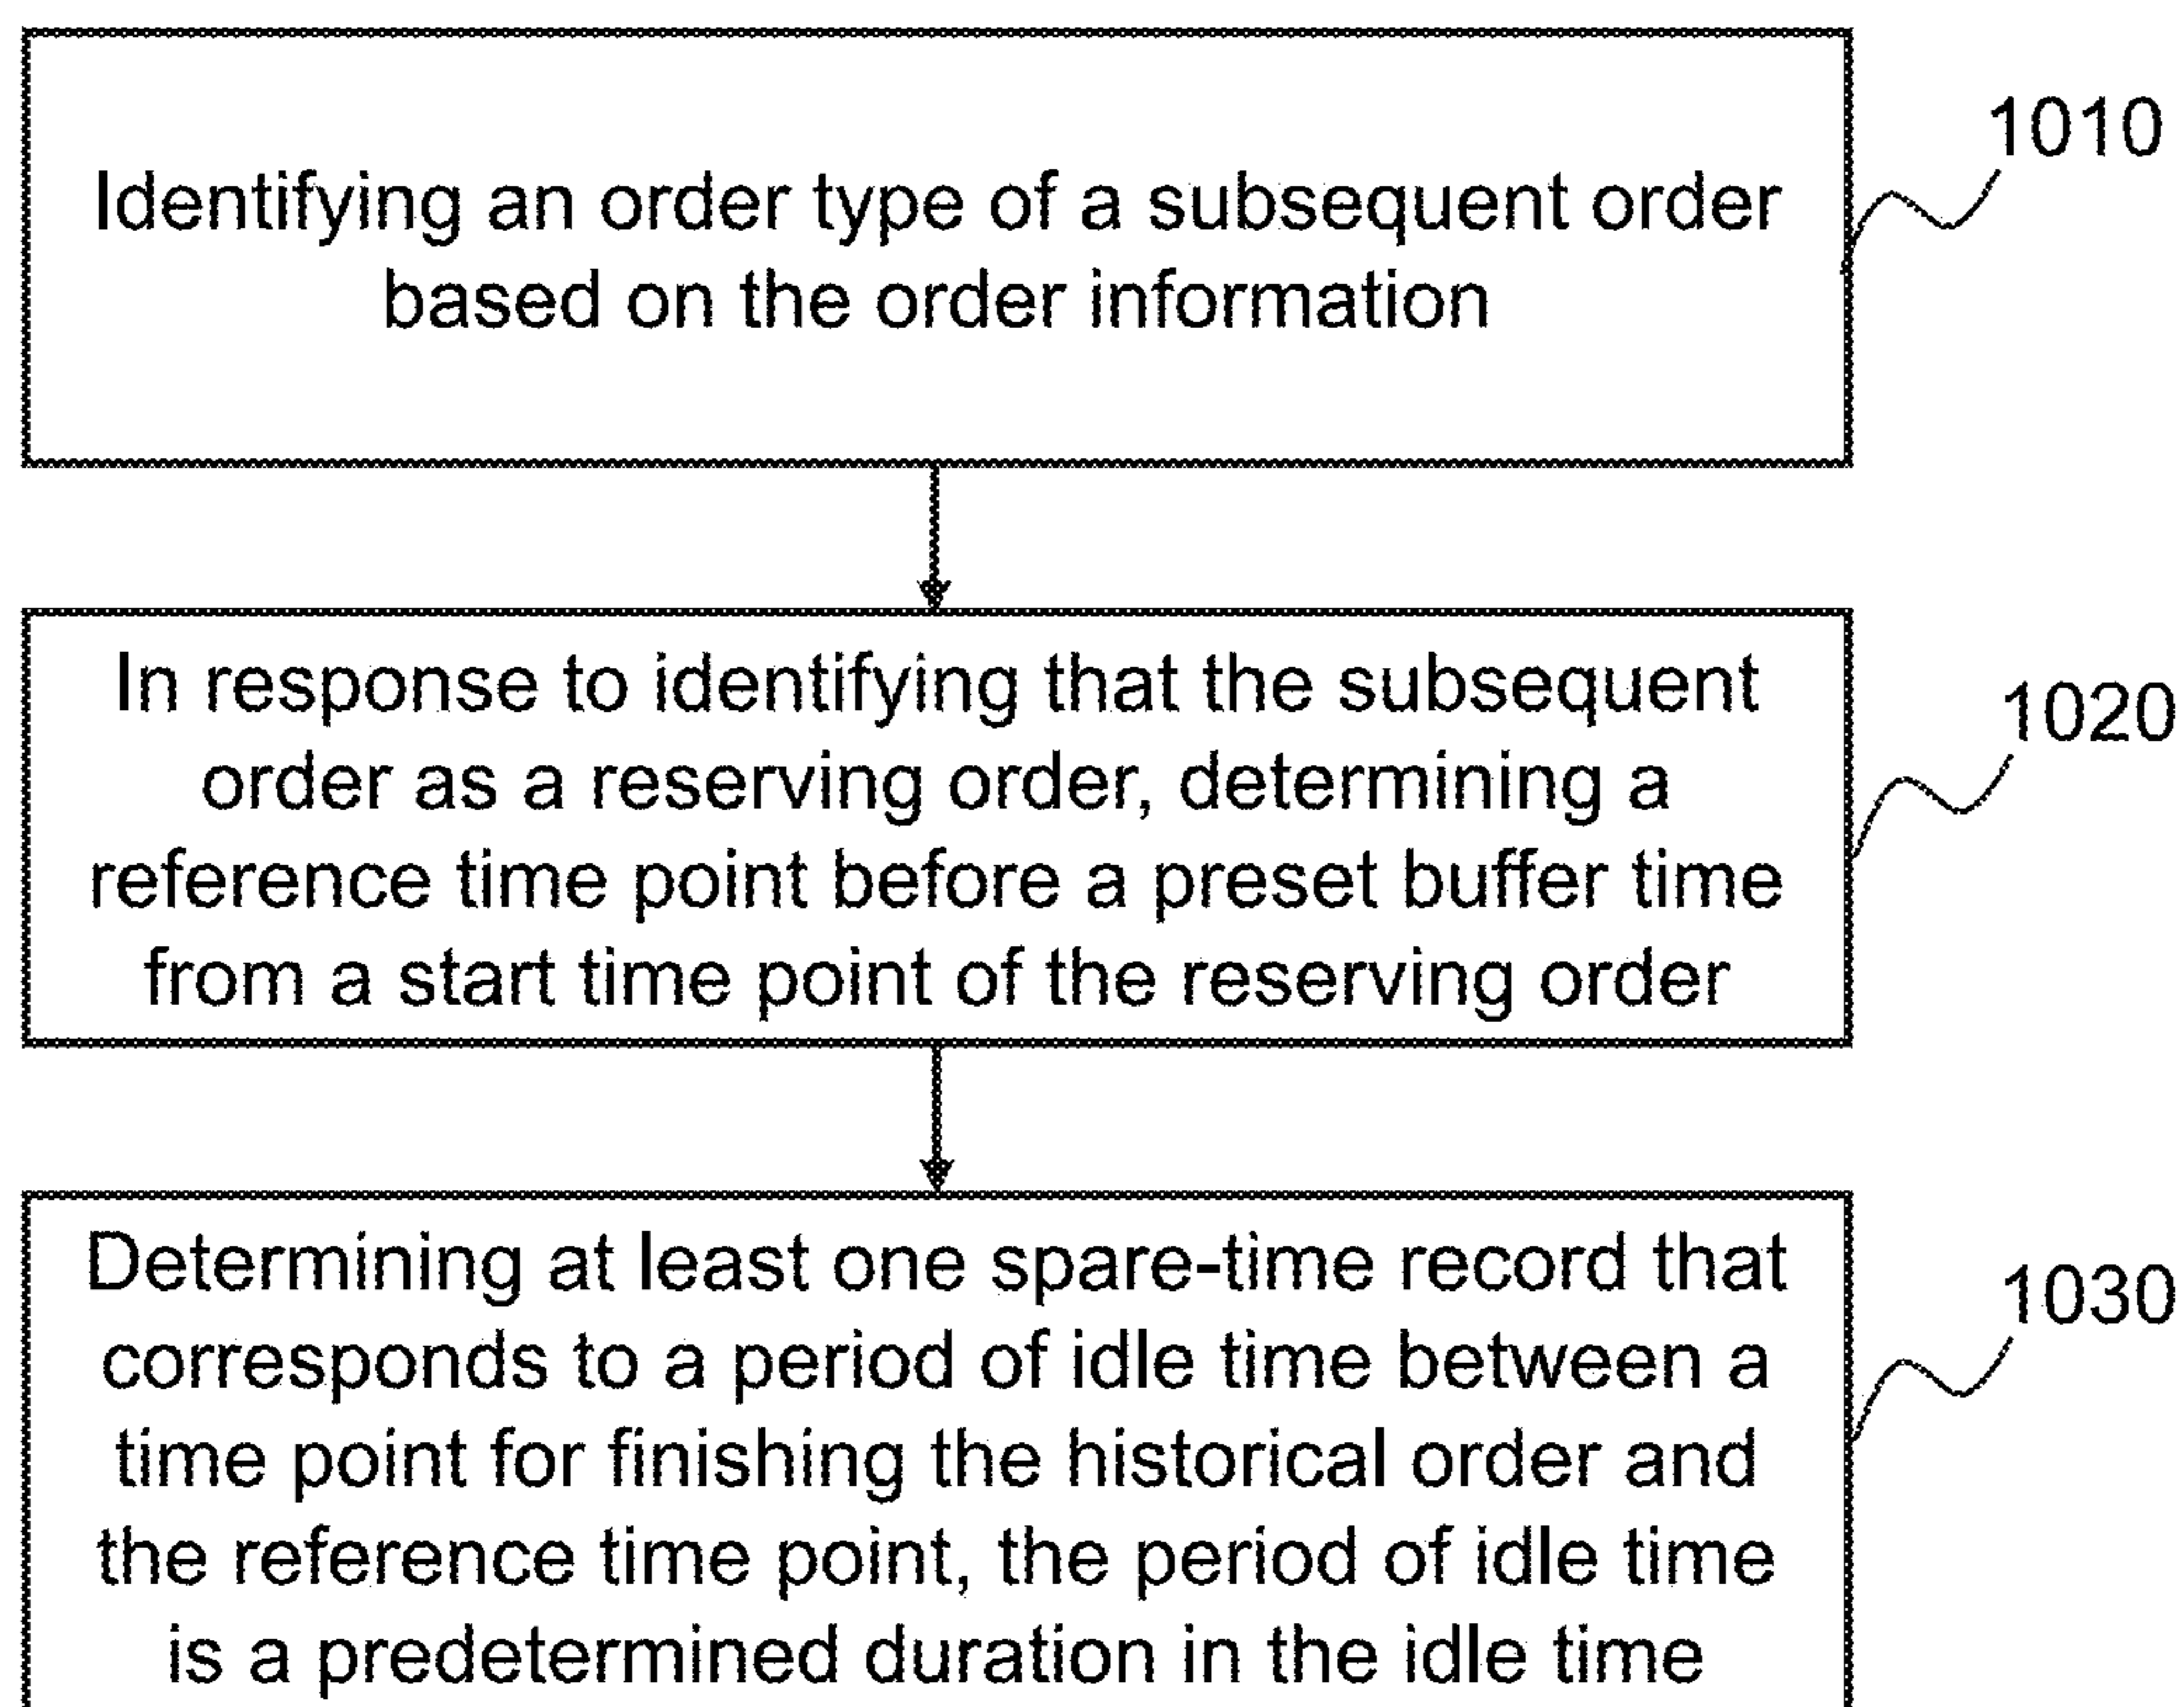 Identifying an order type of a subsequent order
based on the order information
1010
In response to identifying that the subsequent
order as a reserving order, determining a
reference time point before a preset buffer time
from a start time point of the reserving order
1020
Determining at least one spare-time record that
corresponds to a period of idle time between a
time point for finishing the historical order and
the reference time point, the period of idle time
is a predetermined duration in the idle time
1030